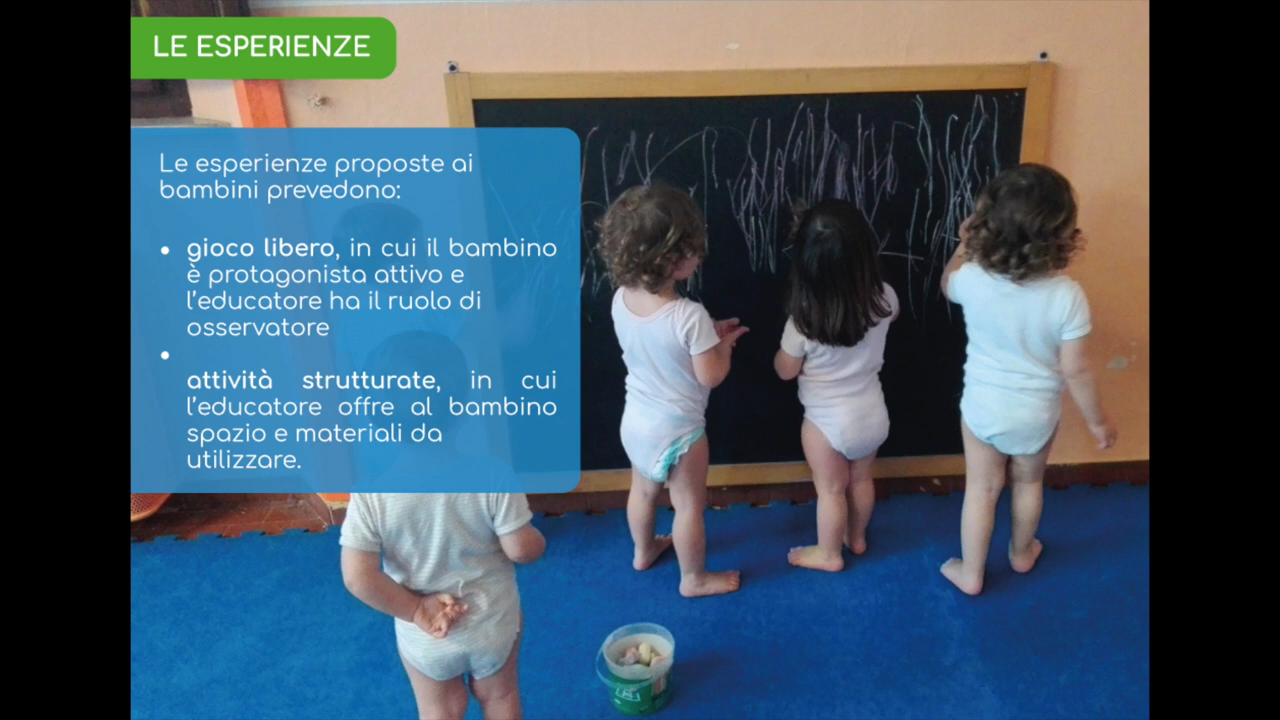 LE ESPERIENZE
Le esperienze proposte ai
bambini prevedono:
• gioco libero, in cui il bambino
è protagonista attivo e
l'educatore ha il ruolo di
osservatore
•
attività strutturate, in cui
l'educatore offre al bambino
spazio e materiali da
utilizzare.